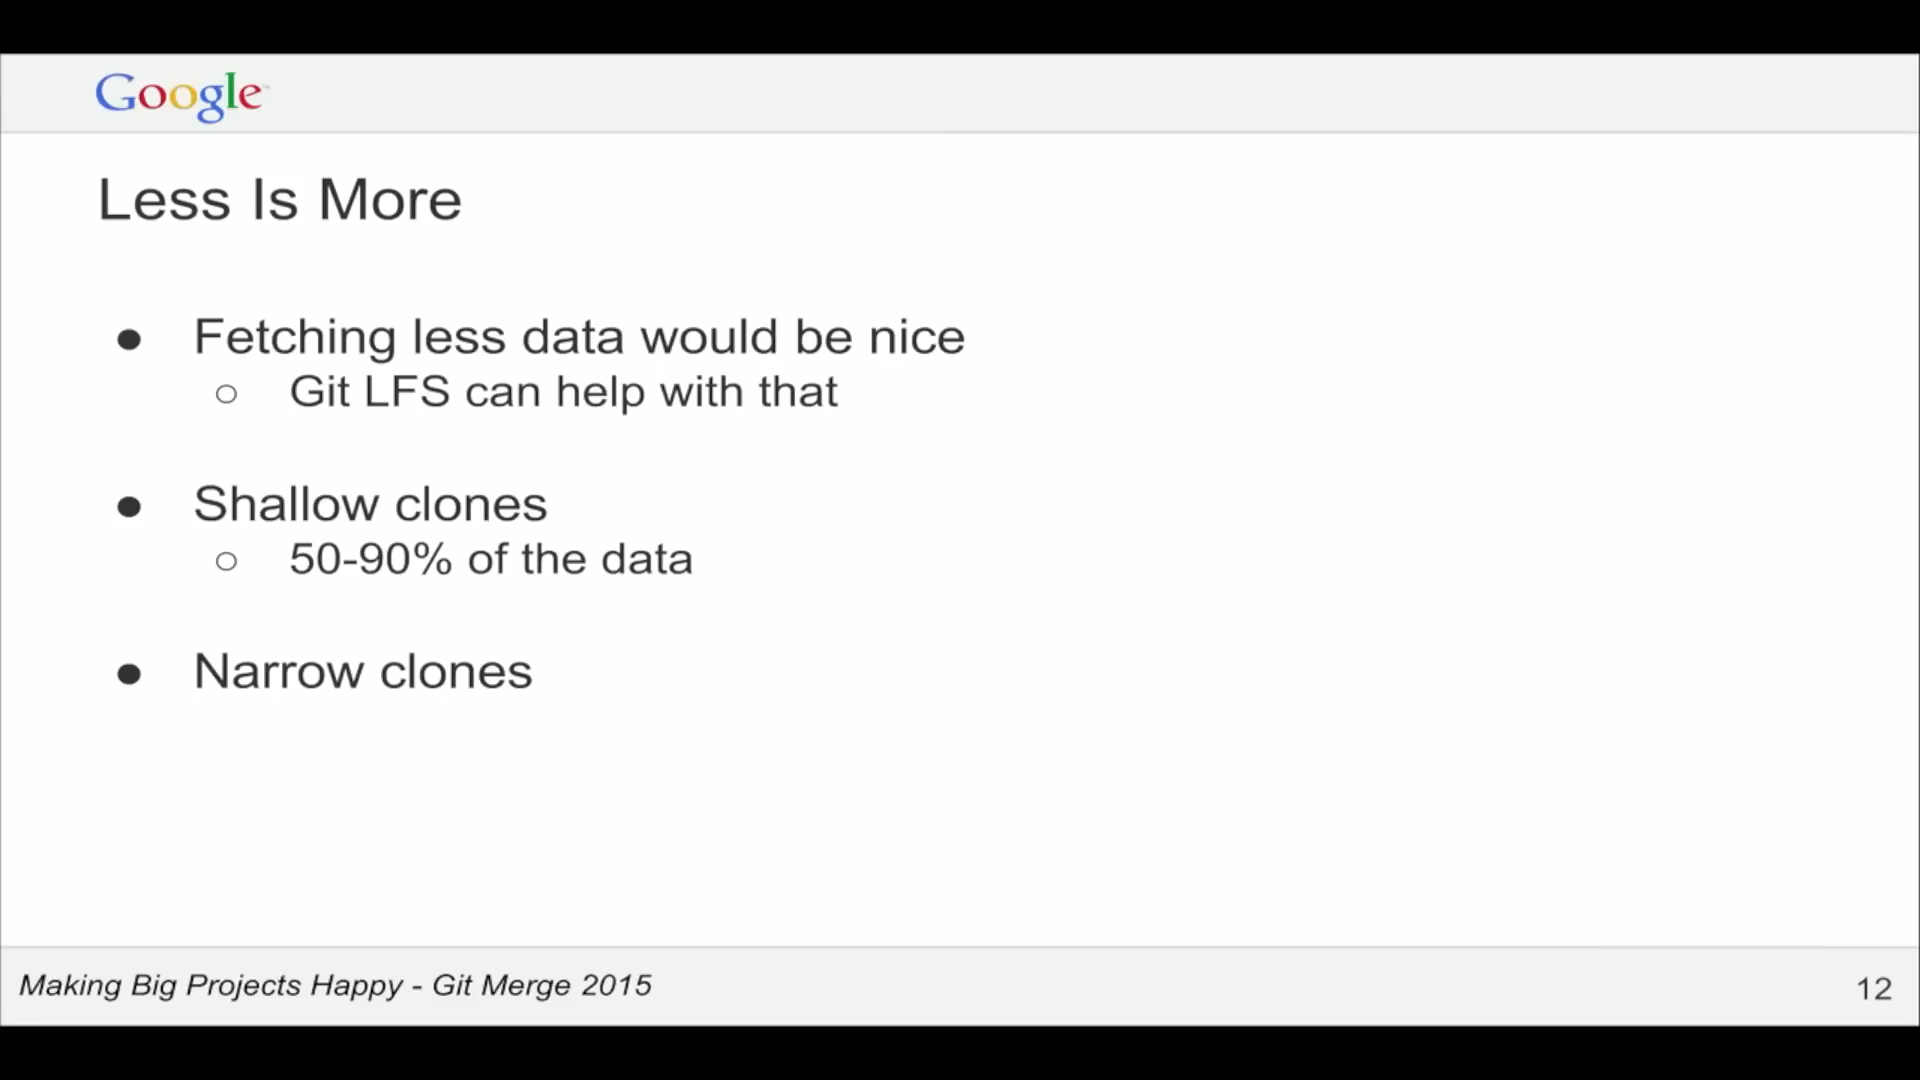 Google
Less Is More
● Fetching less data would be nice
○ Git LFS can help with that
● Shallow clones
○ 50-90% of the data
● Narrow clones
Making Big Projects Happy - Git Merge 2015
12